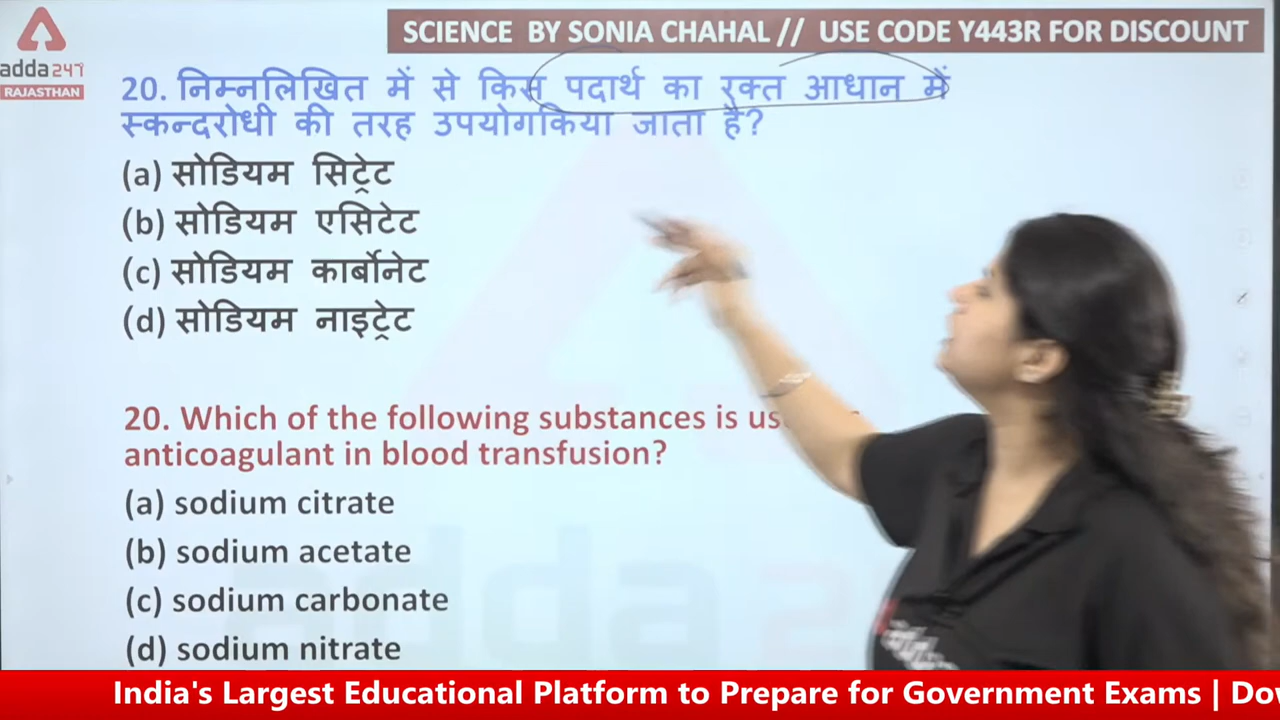 SCIENCE BY SONIA CHAHAL // USE CODE Y443R FOR DISCOUNT
adda247
RAJASTHAN
20. निम्नलिखित में से किस पदार्थ का रक्त आधान में
स्कन्दरोधी की तरह उपयोगकिया जाता है?
(a) सोडियम सिट्रेट
(b) सोडियम एसिटेट
(c) सोडियम कार्बोनेट
(d) सोडियम नाइट्रेट
20. Which of the following substances is
anticoagulant in blood transfusion?
(a) sodium citrate
(b) sodium acetate
(c) sodium carbonate
(d) sodium nitrate
India's Largest Educational Platform to Prepare for Government Exams |